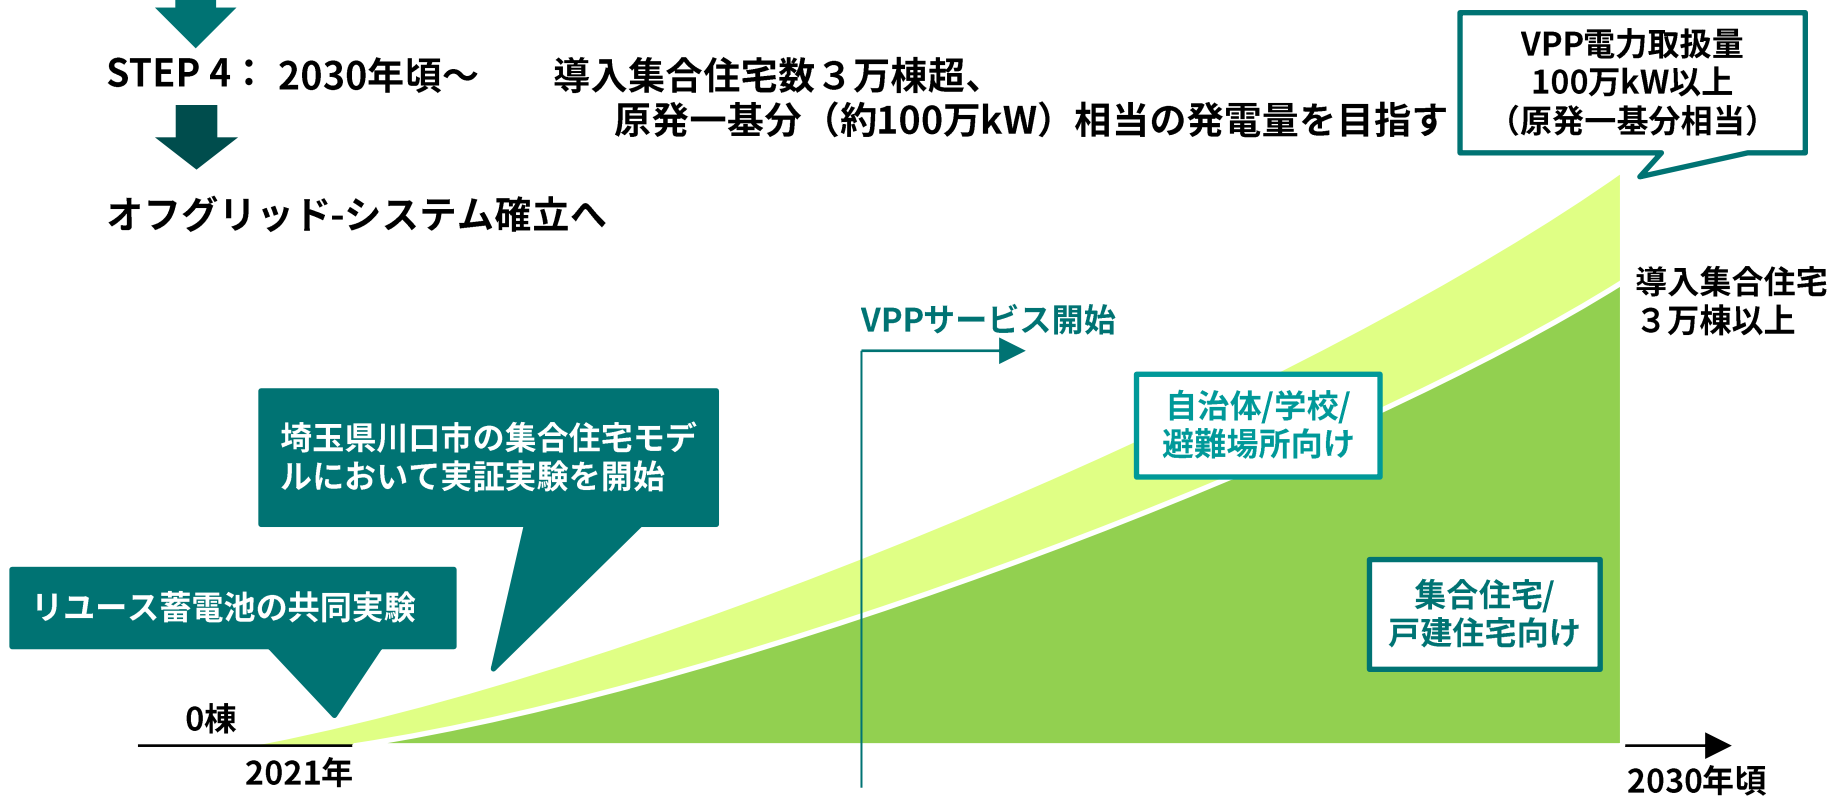 STEP 4： 2030年頃～ 導入集合住宅数３万棟超、
原発一基分（約100万kW）相当の発電量を目指す
オフグリッド-システム確立へ
VPP電力取扱量
100万kW以上
（原発一基分相当）
導入集合住宅
３万棟以上
VPPサービス開始
自治体/学校/
避難場所向け
埼玉県川口市の集合住宅モデ
ルにおいて実証実験を開始
リユース蓄電池の共同実験
集合住宅/
戸建住宅向け
0棟
2021年
2030年頃